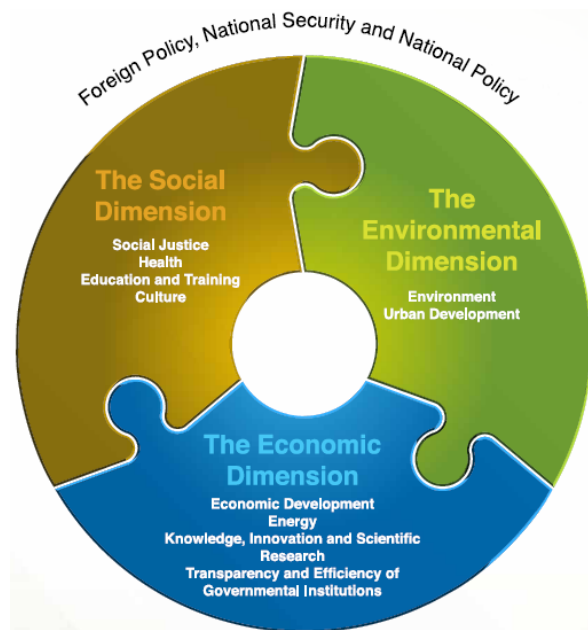 Foreign Policy, National Security and National Policy
The Social
Dimension
Social Justice
Health
Education and Training
Culture
The
Environmental
Dimension
Environment
Urban Development
The Economic
Dimension
Economic Development
Energy
Knowledge, Innovation and Scientific
Research
Transparency and Efficiency of
Governmental Institutions